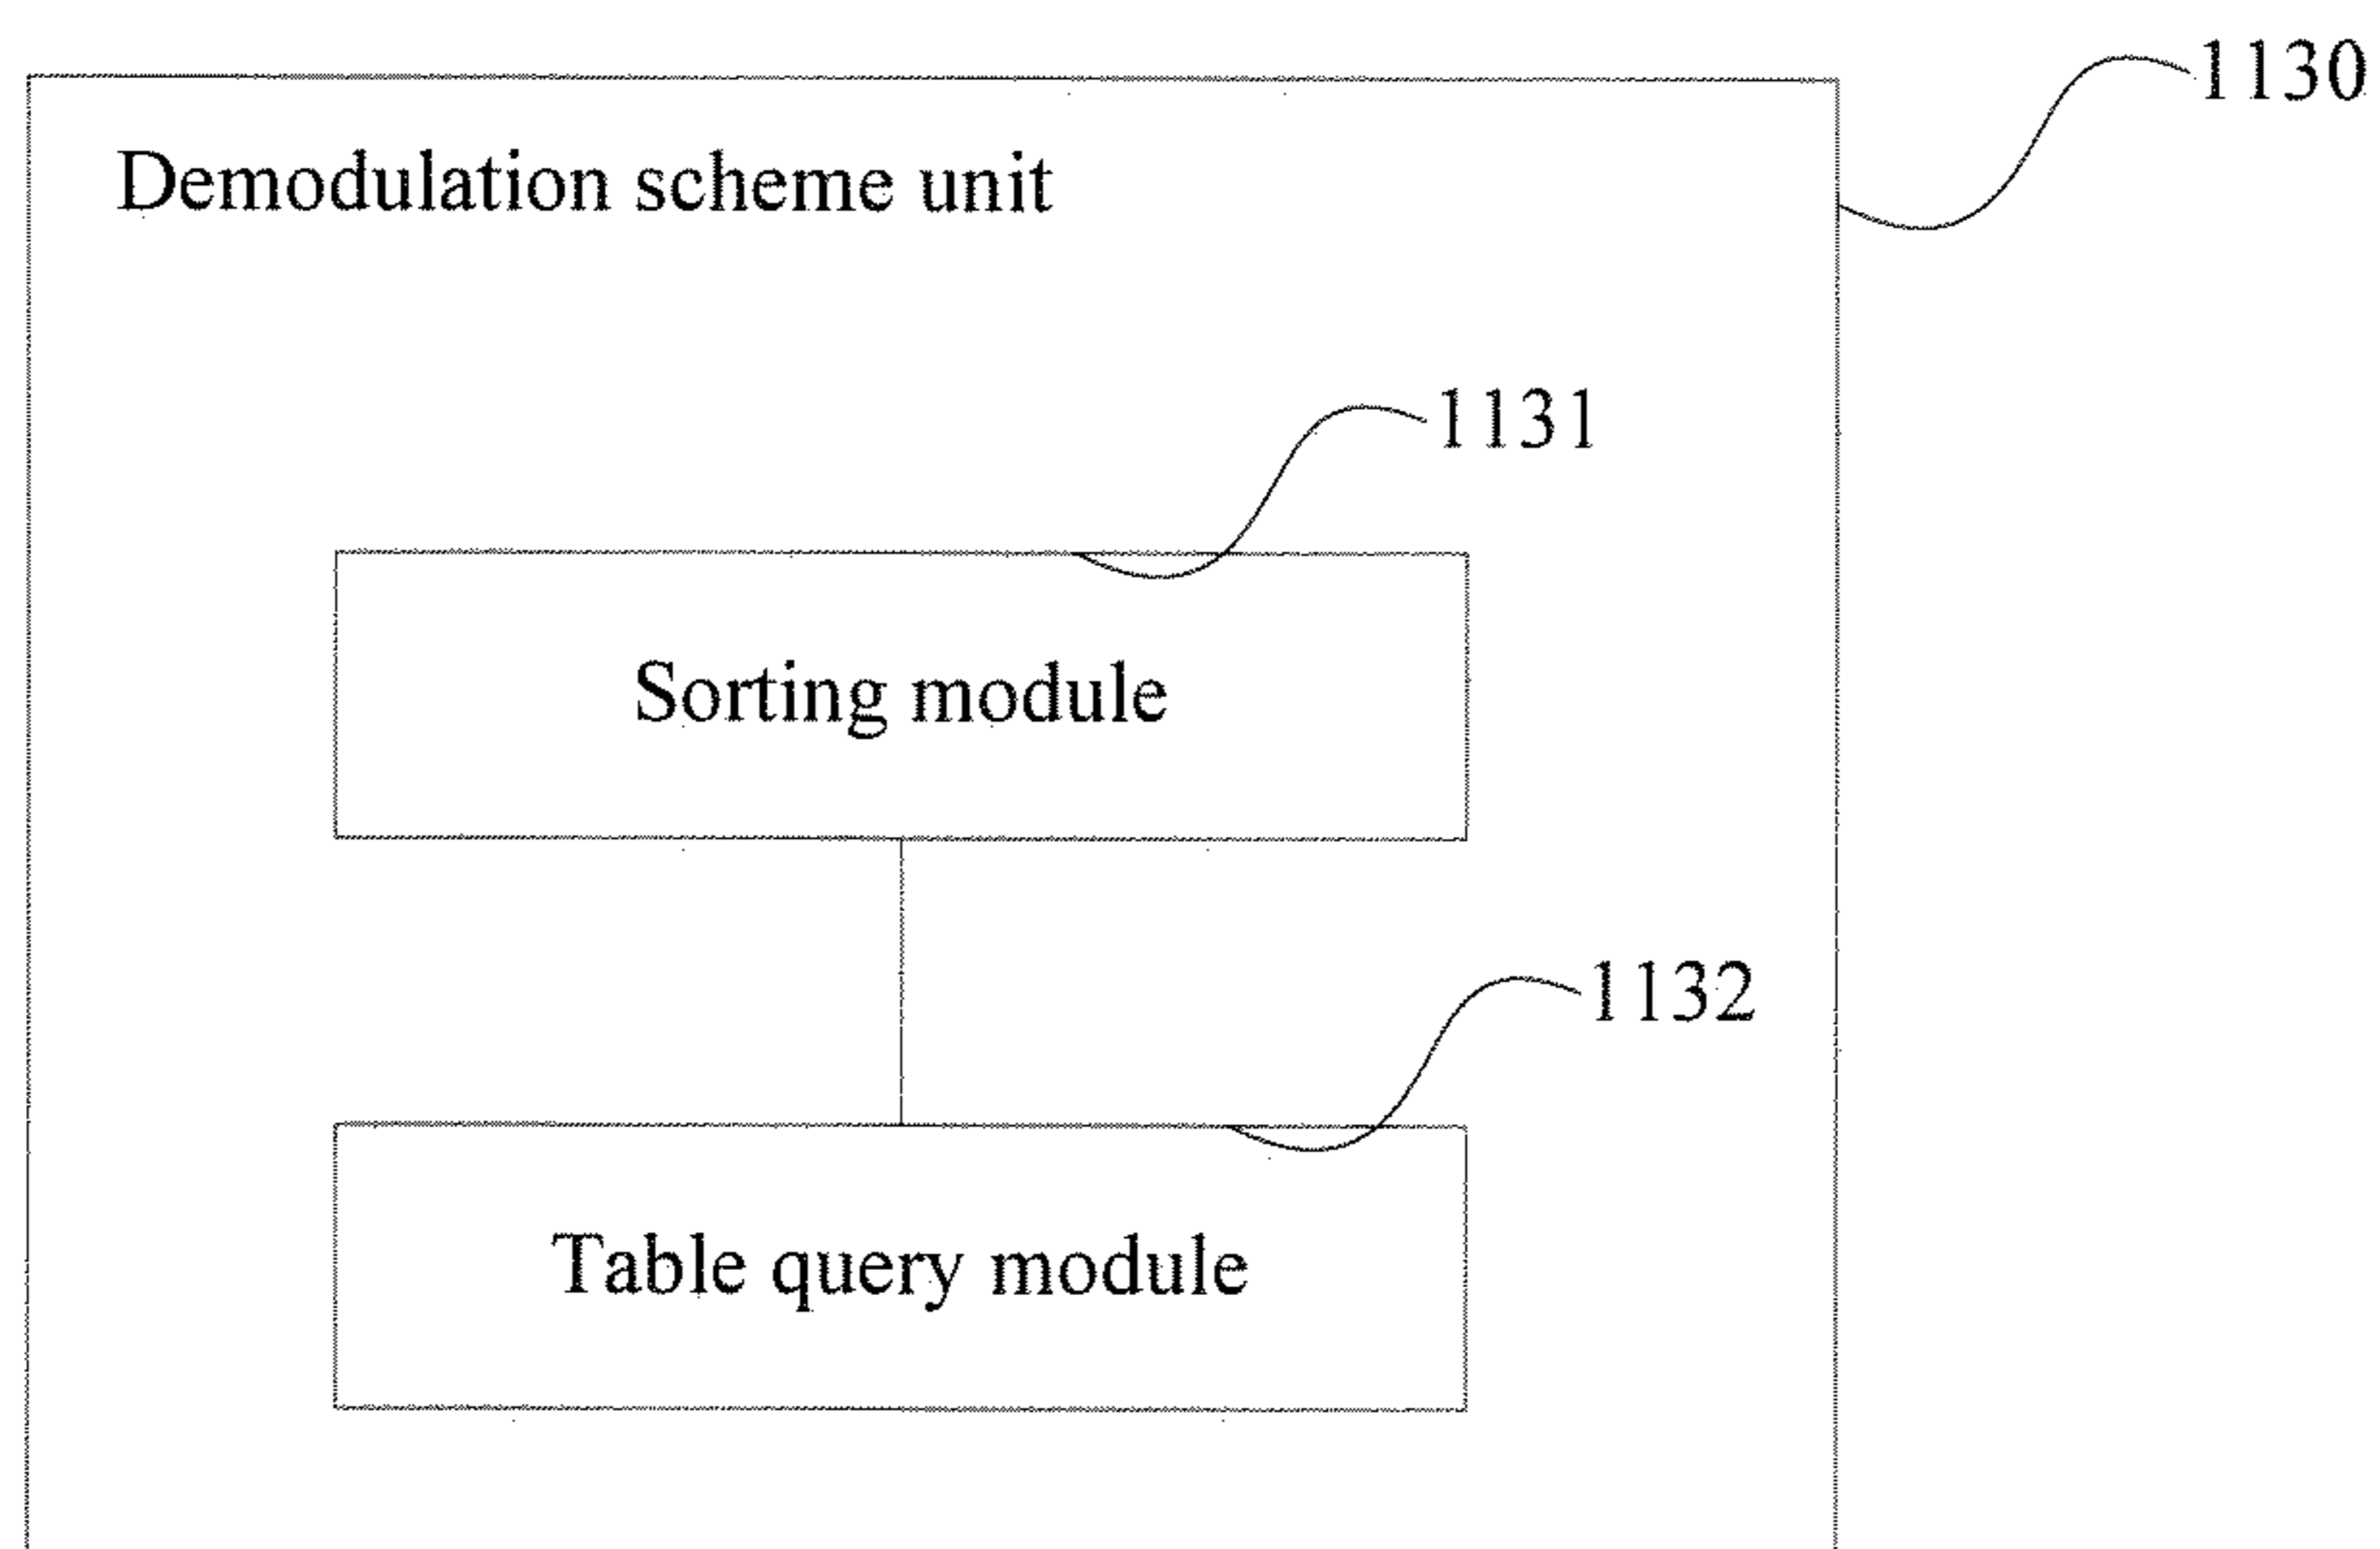 1130
Demodulation scheme unit
1131
Sorting module
1132
Table query module